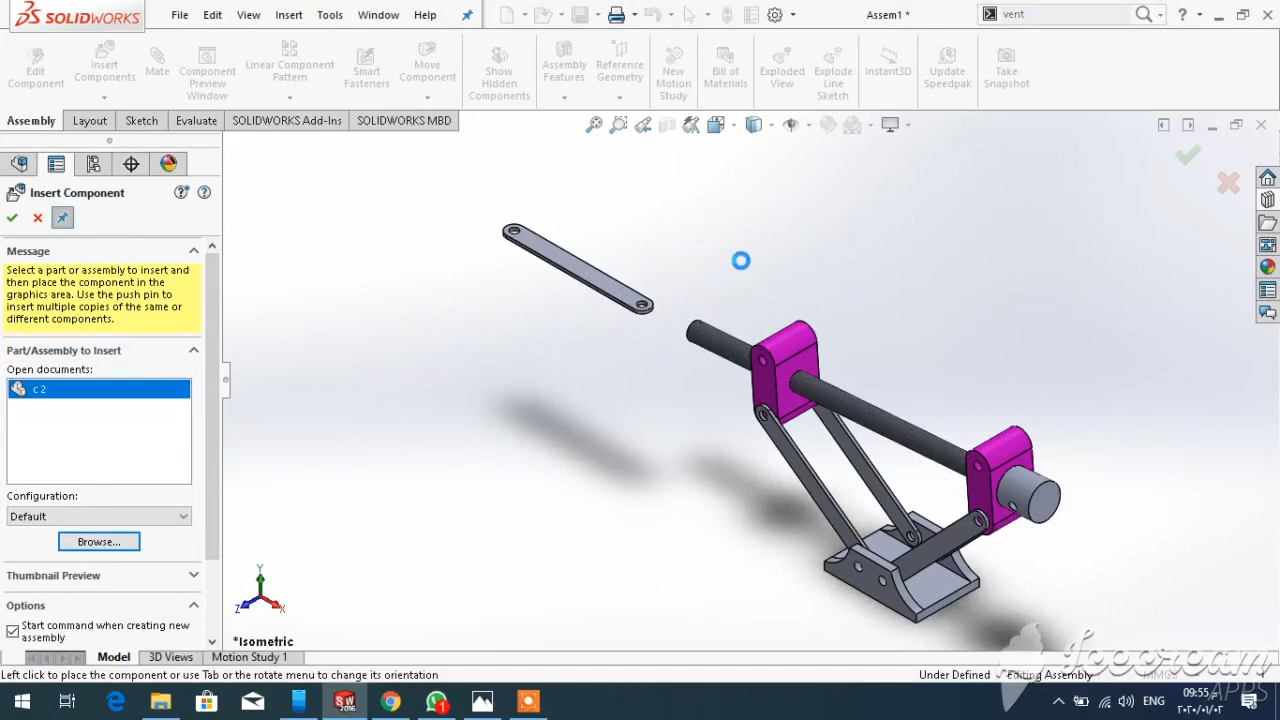 SOLIDWORKS File Edit View Insert Tools Window Help Assem1 * vent ?
Edit Component
Insert Components
Mate
Component Preview Window
Linear Component Pattern
Smart Fasteners
Move Component
Show Hidden Components
Assembly Features
Reference Geometry
New Motion Study
Bill of Materials
Exploded View
Explode Line Sketch
Instant3D
Update Speedpak
Take Snapshot
Assembly Layout Sketch Evaluate SOLIDWORKS Add-Ins SOLIDWORKS MBD
Insert Component
Message
Select a part or assembly to insert and
then place the component in the
graphics area. Use the push pin to
insert multiple copies of the same or
different components.
Part/Assembly to Insert
Open documents:
c 2
Configuration:
Default
Browse...
Thumbnail Preview
Options
Start command when creating new
assembly
Y
Z X
*Isometric
Model 3D Views Motion Study 1
Left click to place the component or use Tab or the rotate menu to change its orientation Under Defined Editing Assembly MMGS
APPS
SW 2016 1 ENG 09:55